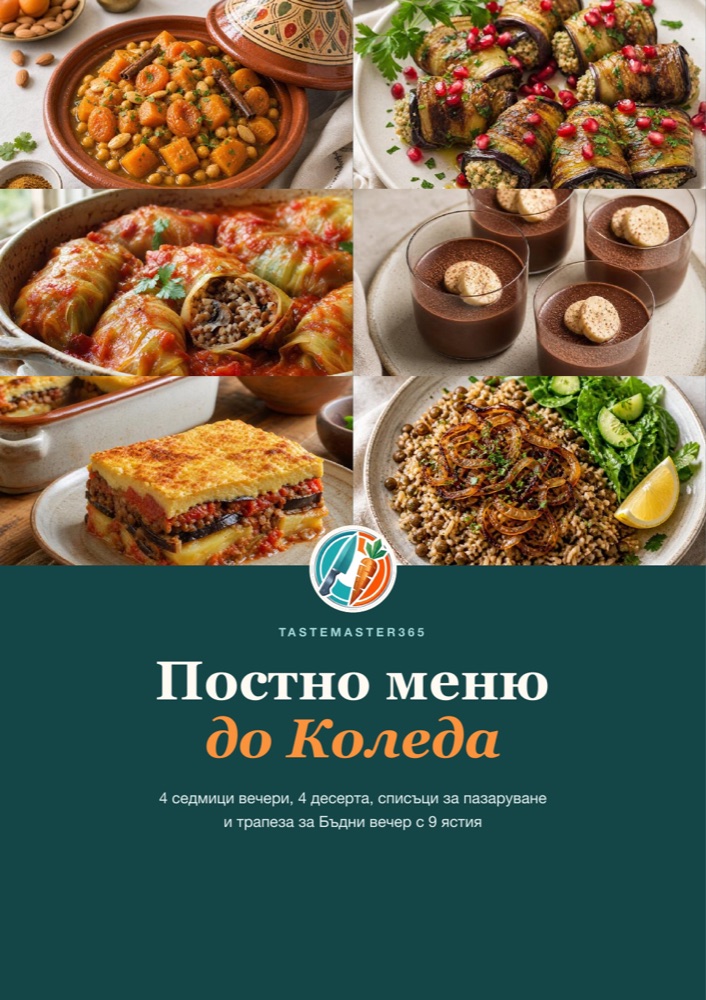 TASTEMASTER365
Постно меню
до Коледа
4 седмици вечери, 4 десерта, списъци за пазаруване
и трапеза за Бъдни вечер с 9 ястия